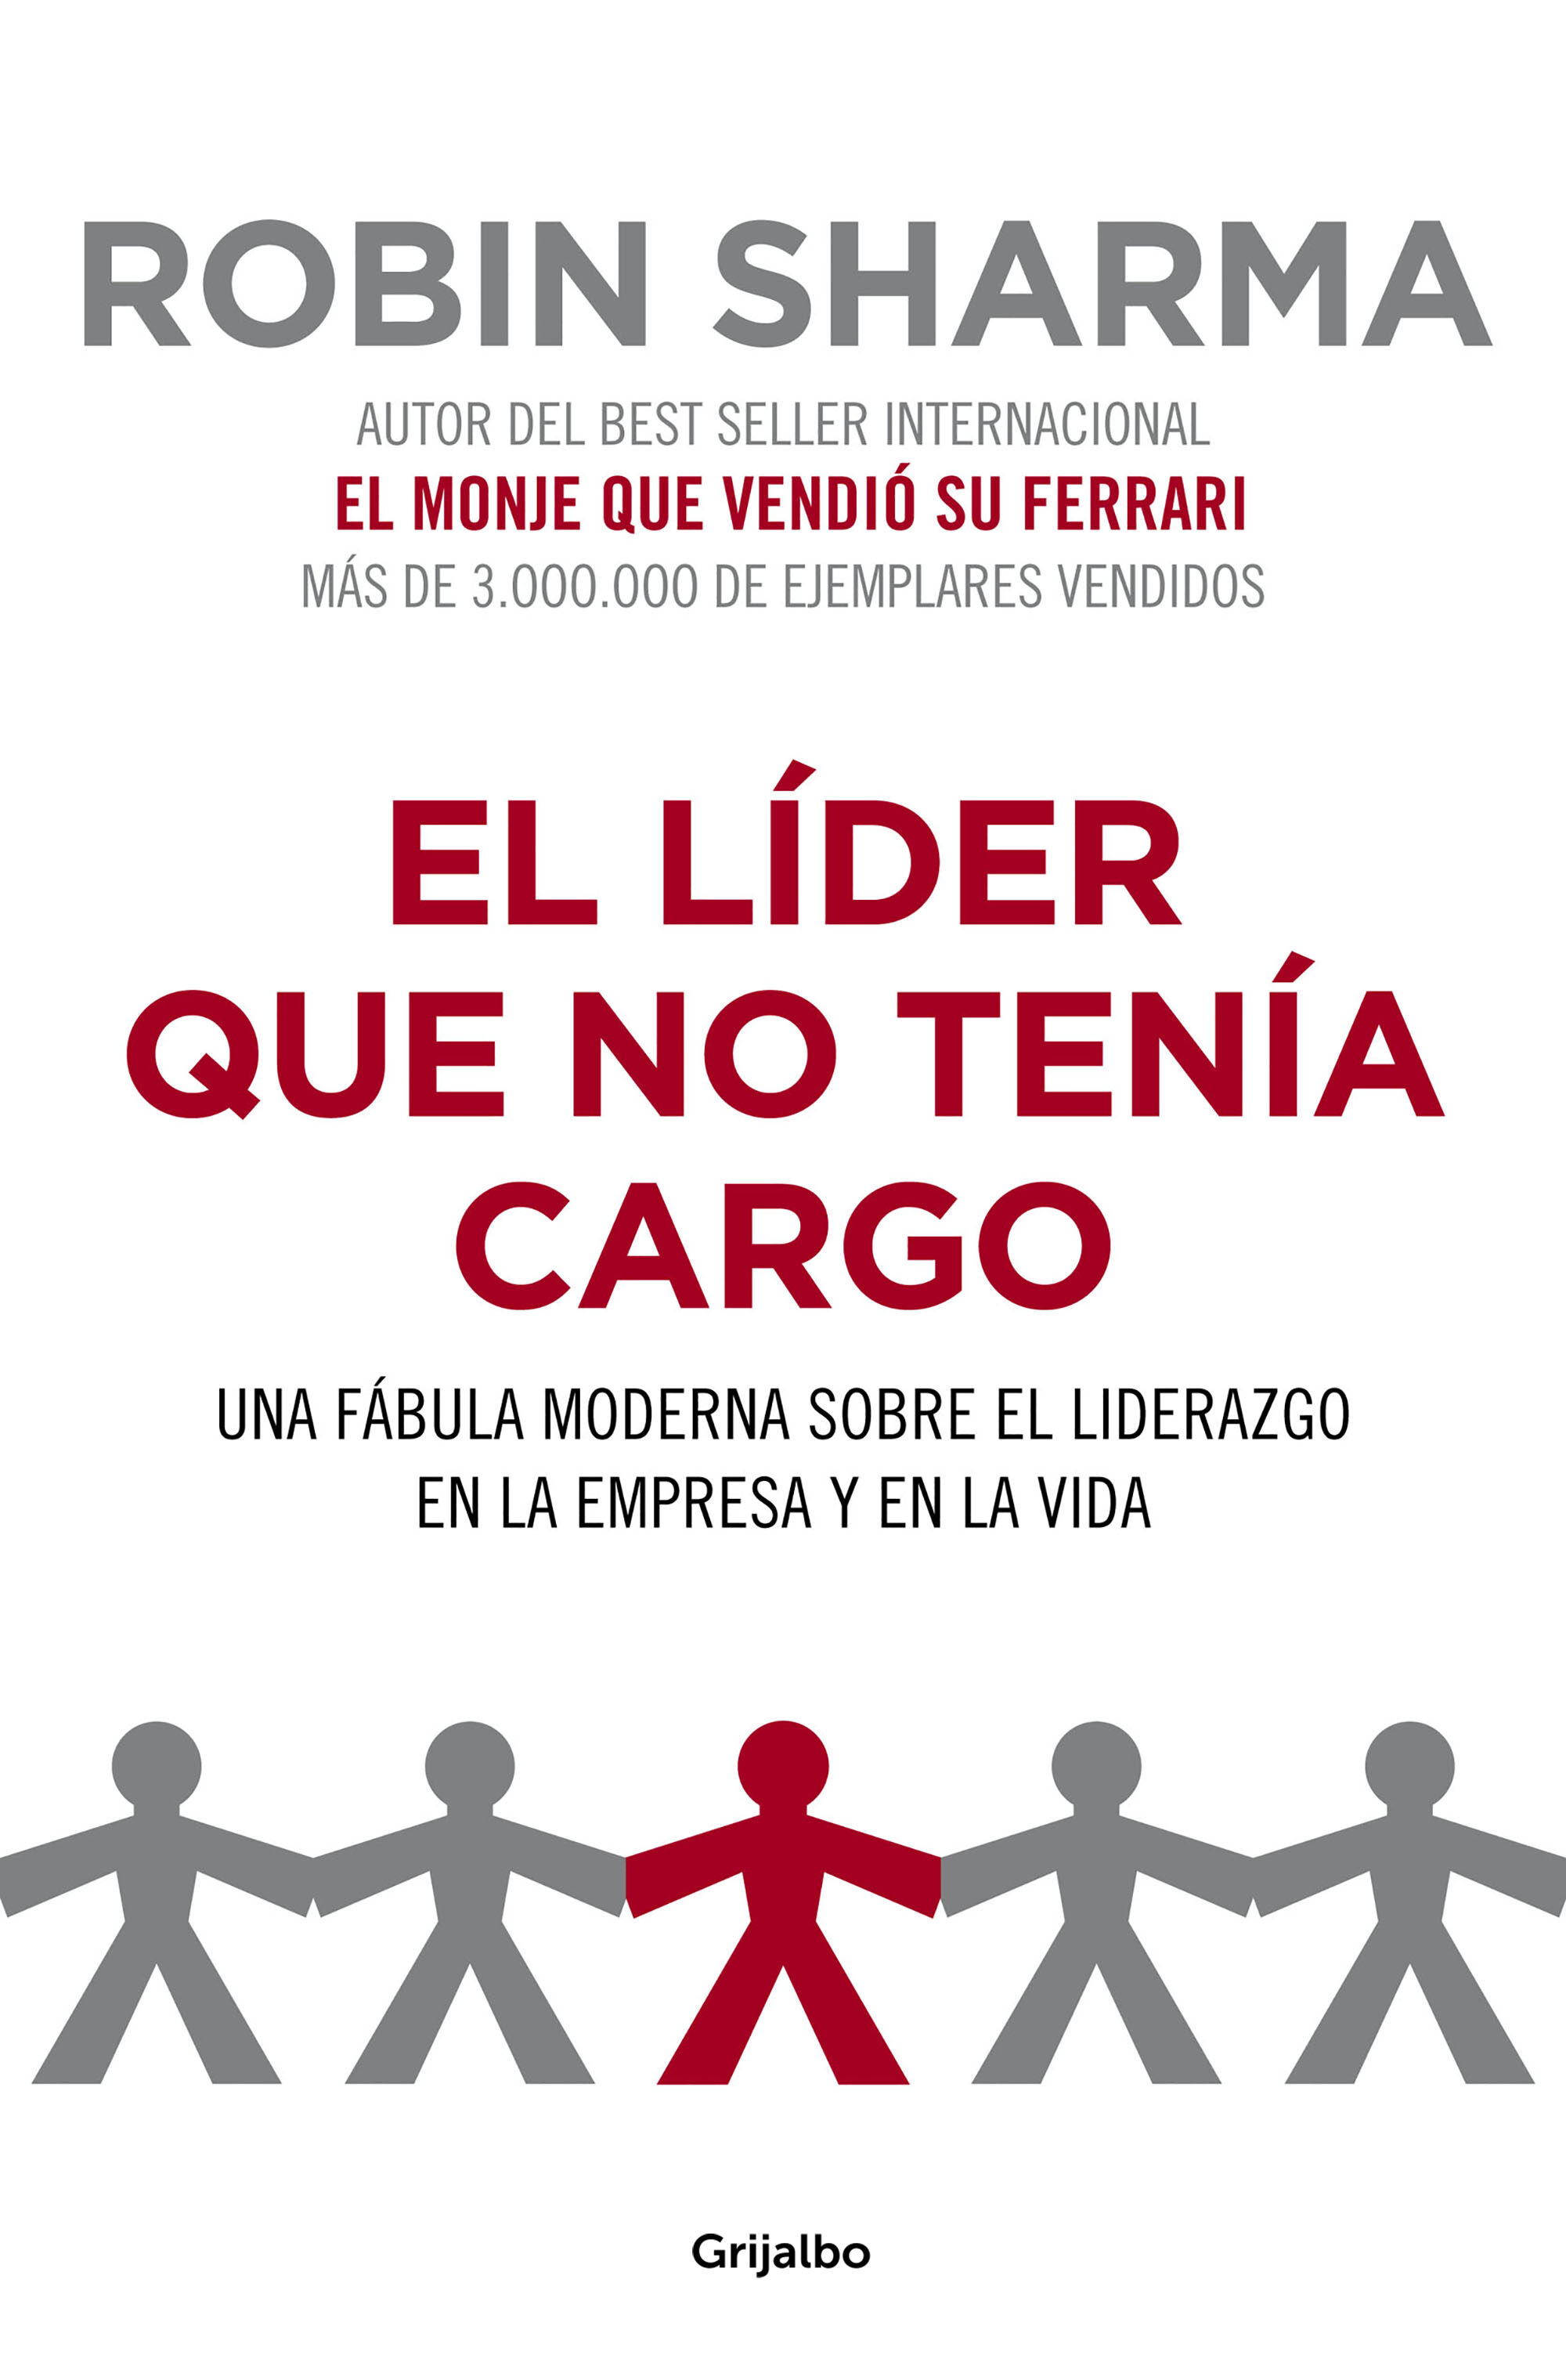 ROBIN SHARMA
AUTOR DEL BEST SELLER INTERNACIONAL
EL MONJE QUE VENDIÓ SU FERRARI
MÁS DE 3.000.000 DE EJEMPLARES VENDIDOS
EL LÍDER
QUE NO TENÍA
CARGO
UNA FÁBULA MODERNA SOBRE EL LIDERAZGO
EN LA EMPRESA Y EN LA VIDA
Grijalbo